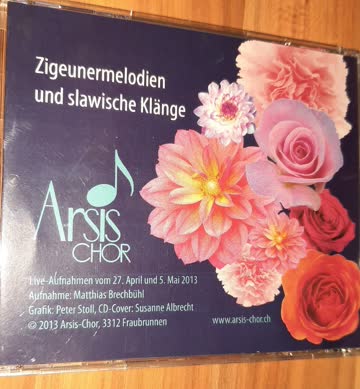 Zigeunermelodien
und slawische Klänge
Arsis
CHOR
Live-Aufnahmen vom 27. April und 5. Mai 2013
Aufnahme: Matthias Brechbühl
Grafik: Peter Stoll, CD-Cover: Susanne Albrecht
© 2013 Arsis-Chor, 3312 Fraubrunnen
www.arsis-chor.ch